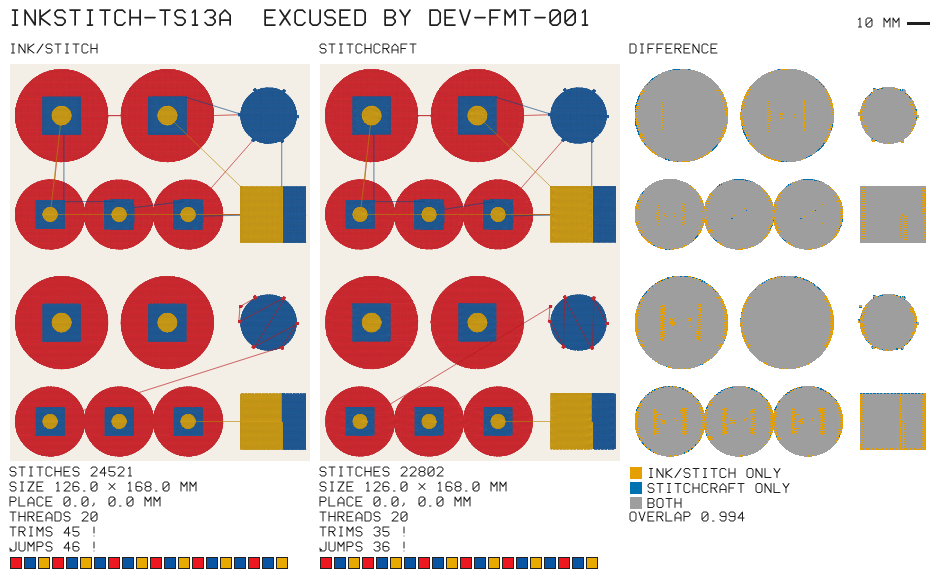 INKSTITCH-TS13A EXCUSED BY DEV-FMT-001
10 MM
INK/STITCH
STITCHCRAFT
DIFFERENCE
STITCHES 24521
SIZE 126.0 × 168.0 MM
PLACE 0.0, 0.0 MM
THREADS 20
TRIMS 45 !
JUMPS 46 !
STITCHES 22802
SIZE 126.0 × 168.0 MM
PLACE 0.0, 0.0 MM
THREADS 20
TRIMS 35 !
JUMPS 36 !
INK/STITCH ONLY
STITCHCRAFT ONLY
BOTH
OVERLAP 0.994